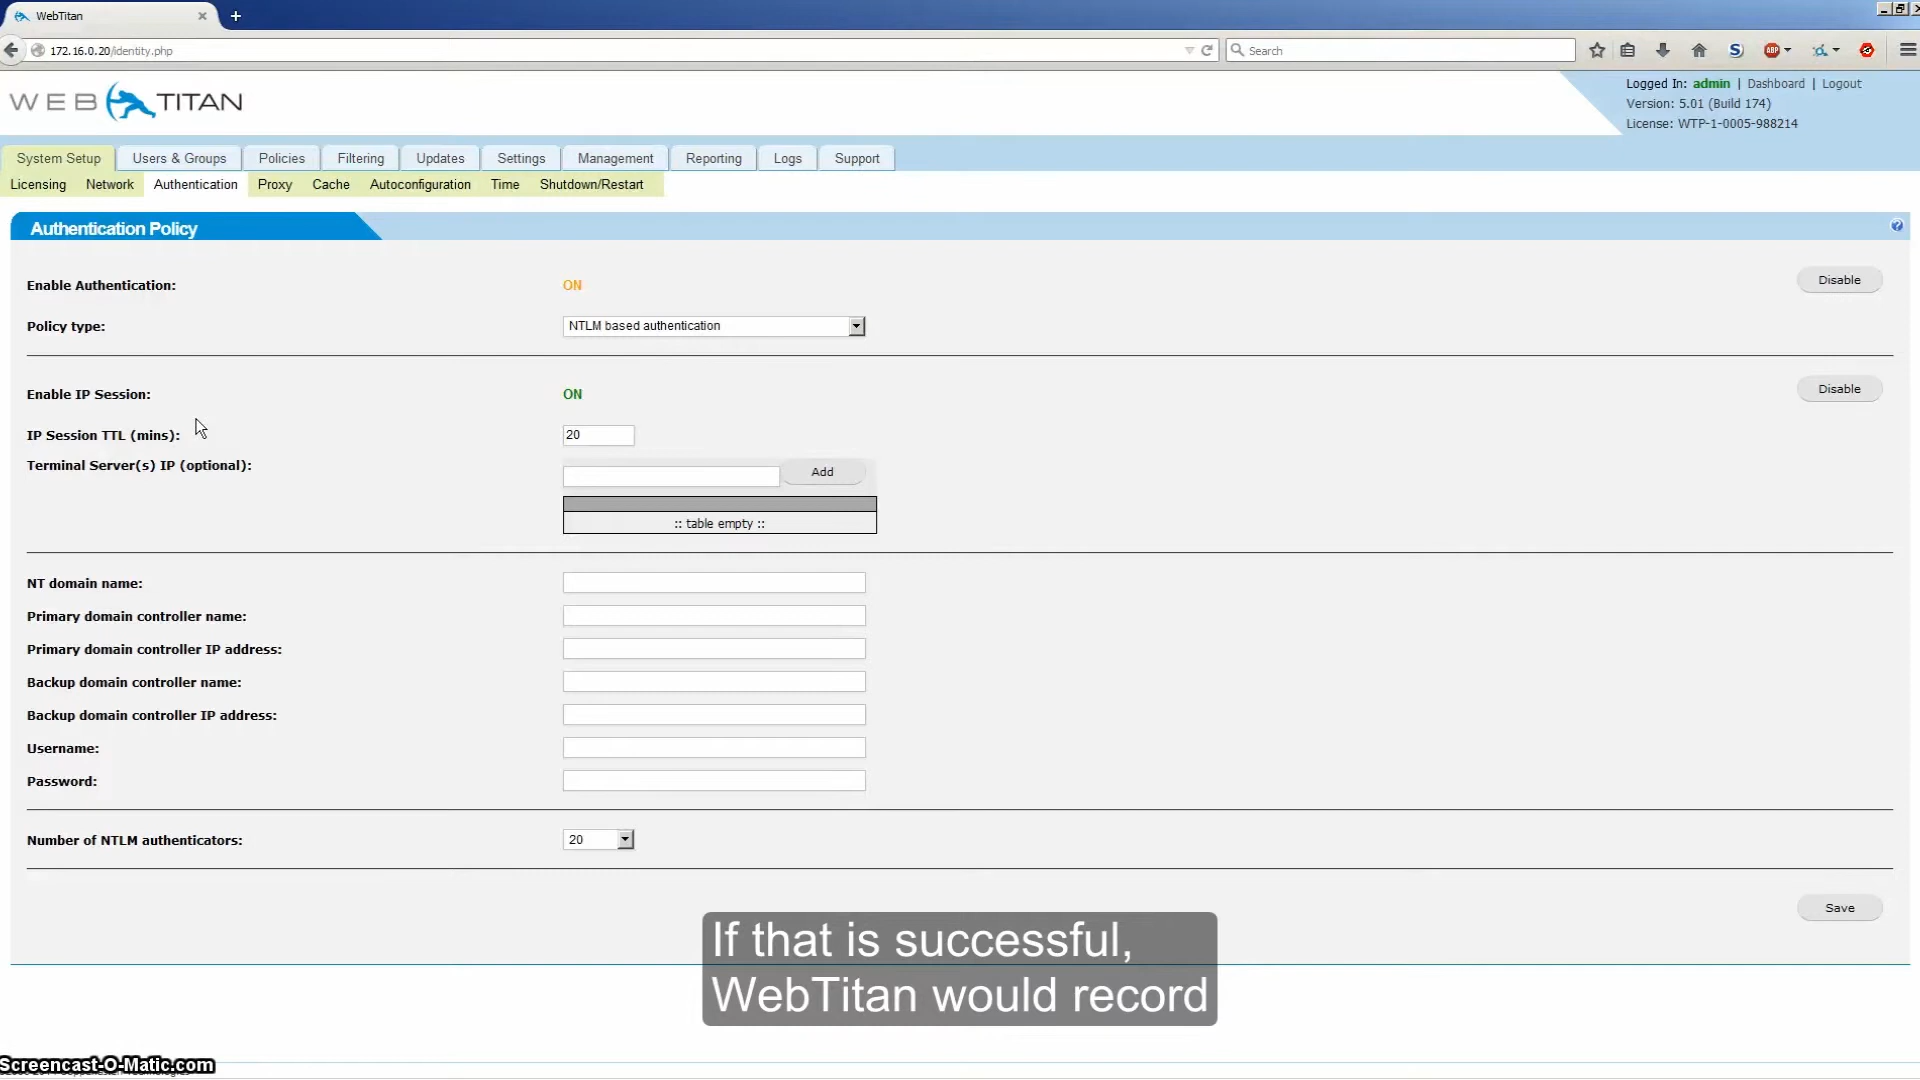 WebTitan
172.16.0.20/identity.php
Search
ABP
WEB TITAN
Logged In: admin | Dashboard | Logout
Version: 5.01 (Build 174)
License: WTP-1-0005-988214
System Setup Users & Groups Policies Filtering Updates Settings Management Reporting Logs Support
Licensing Network Authentication Proxy Cache Autoconfiguration Time Shutdown/Restart
Authentication Policy
Enable Authentication: ON Disable
Policy type: NTLM based authentication
Enable IP Session: ON Disable
IP Session TTL (mins): 20
Terminal Server(s) IP (optional): Add
:: table empty ::
NT domain name:
Primary domain controller name:
Primary domain controller IP address:
Backup domain controller name:
Backup domain controller IP address:
Username:
Password:
Number of NTLM authenticators: 20
Save
If that is successful,
WebTitan would record
Screencast-O-Matic.com